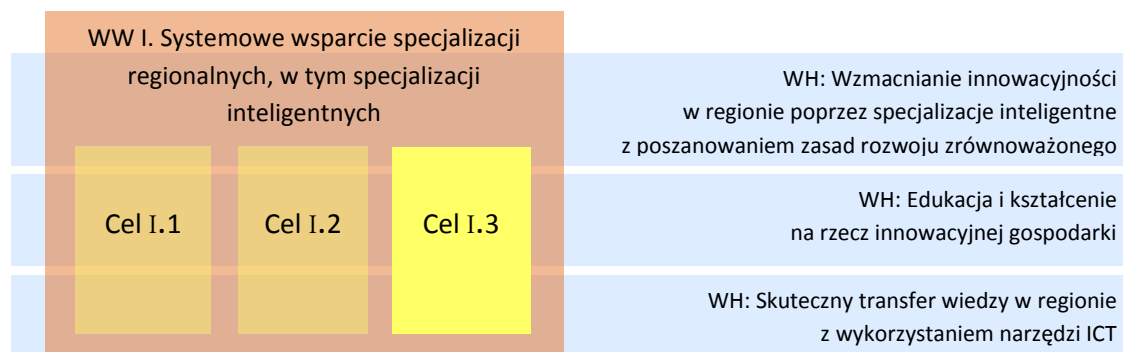 WW I. Systemowe wsparcie specjalizacji
regionalnych, w tym specjalizacji
inteligentnych
WH: Wzmacnianie innowacyjności
w regionie poprzez specjalizacje inteligentne
z poszanowaniem zasad rozwoju zrównoważonego
Cel I.1
Cel I.2
Cel I.3
WH: Edukacja i kształcenie
na rzecz innowacyjnej gospodarki
WH: Skuteczny transfer wiedzy w regionie
z wykorzystaniem narzędzi ICT